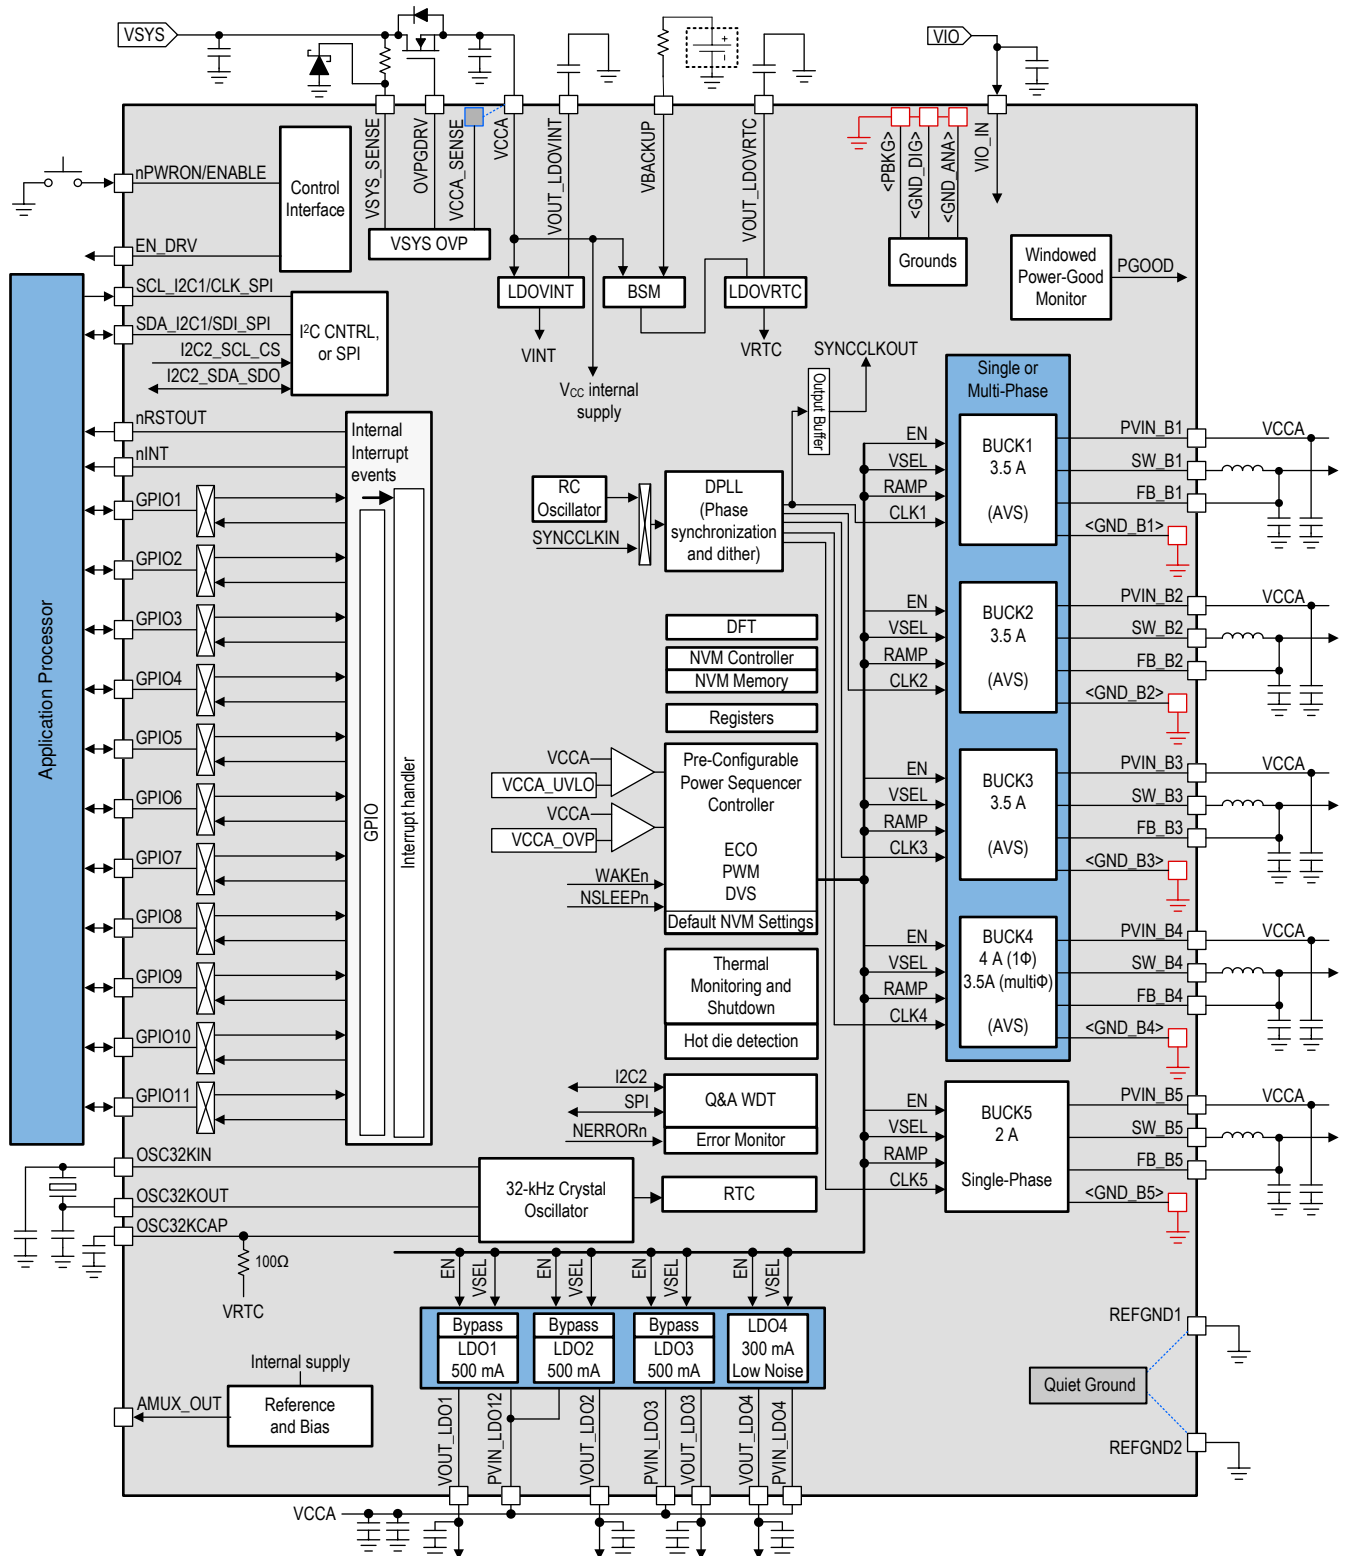 VSYS
VIO
VSYS_SENSE
OVPGDRV
VCCA_SENSE
VCCA
VOUT_LDOVINT
VBACKUP
VOUT_LDOVRTC
<PBKG>
<GND_DIG>
<GND_ANA>
VIO_IN
nPWRON/ENABLE
EN_DRV
Control
Interface
VSYS OVP
LDOVINT
BSM
LDOVRTC
Grounds
Windowed
Power-Good
Monitor
PGOOD
VINT
VCC internal
supply
VRTC
SCL_I2C1/CLK_SPI
SDA_I2C1/SDI_SPI
I2C2_SCL_CS
I2C2_SDA_SDO
I²C CNTRL,
or SPI
Application Processor
nRSTOUT
nINT
GPIO1
GPIO2
GPIO3
GPIO4
GPIO5
GPIO6
GPIO7
GPIO8
GPIO9
GPIO10
GPIO11
Internal
Interrupt
events
GPIO
Interrupt handler
SYNCCLKOUT
Output Buffer
RC
Oscillator
SYNCCLKIN
DPLL
(Phase
synchronization
and dither)
DFT
NVM Controller
NVM Memory
Registers
VCCA
VCCA_UVLO
VCCA
VCCA_OVP
WAKEn
NSLEEPn
Pre-Configurable
Power Sequencer
Controller
ECO
PWM
DVS
Default NVM Settings
Thermal
Monitoring and
Shutdown
Hot die detection
I2C2
SPI
NERRORn
Q&A WDT
Error Monitor
RTC
32-kHz Crystal
Oscillator
OSC32KIN
OSC32KOUT
OSC32KCAP
100Ω
VRTC
Single or
Multi-Phase
EN
VSEL
RAMP
CLK1
BUCK1
3.5 A
(AVS)
PVIN_B1
SW_B1
FB_B1
<GND_B1>
VCCA
EN
VSEL
RAMP
CLK2
BUCK2
3.5 A
(AVS)
PVIN_B2
SW_B2
FB_B2
<GND_B2>
VCCA
EN
VSEL
RAMP
CLK3
BUCK3
3.5 A
(AVS)
PVIN_B3
SW_B3
FB_B3
<GND_B3>
VCCA
EN
VSEL
RAMP
CLK4
BUCK4
4 A (1Φ)
3.5A (multiΦ)
(AVS)
PVIN_B4
SW_B4
FB_B4
<GND_B4>
VCCA
EN
VSEL
RAMP
CLK5
BUCK5
2 A
Single-Phase
PVIN_B5
SW_B5
FB_B5
<GND_B5>
VCCA
EN
VSEL
EN
VSEL
EN
VSEL
EN
VSEL
Bypass
LDO1
500 mA
Bypass
LDO2
500 mA
Bypass
LDO3
500 mA
LDO4
300 mA
Low Noise
Internal supply
AMUX_OUT
Reference
and Bias
VOUT_LDO1
PVIN_LDO12
VOUT_LDO2
PVIN_LDO3
VOUT_LDO3
VOUT_LDO4
PVIN_LDO4
VCCA
REFGND1
Quiet Ground
REFGND2